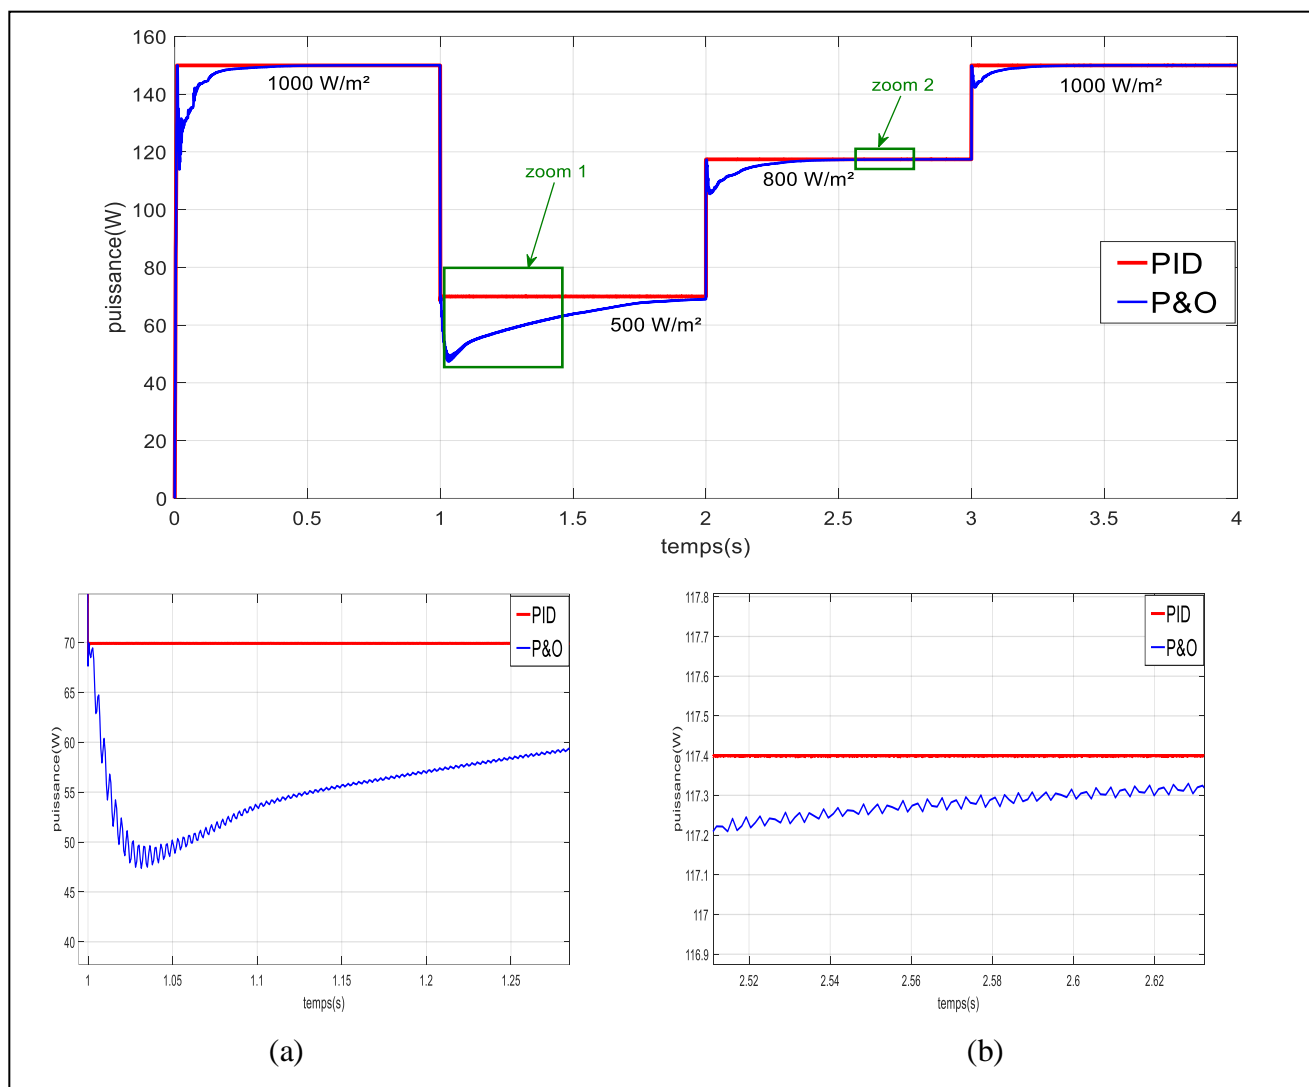 160
140
120
100
80
60
40
20
0
puissance(W)
0
0.5
1
1.5
2
2.5
3
3.5
4
temps(s)
1000 W/m²
zoom 1
500 W/m²
zoom 2
800 W/m²
1000 W/m²
PID
P&O
70
65
60
55
50
45
40
puissance(W)
1
1.05
1.1
1.15
1.2
1.25
temps(s)
PID
P&O
117.8
117.7
117.6
117.5
117.4
117.3
117.2
117.1
117
116.9
puissance(W)
2.52
2.54
2.56
2.58
2.6
2.62
temps(s)
PID
P&O
(a)
(b)